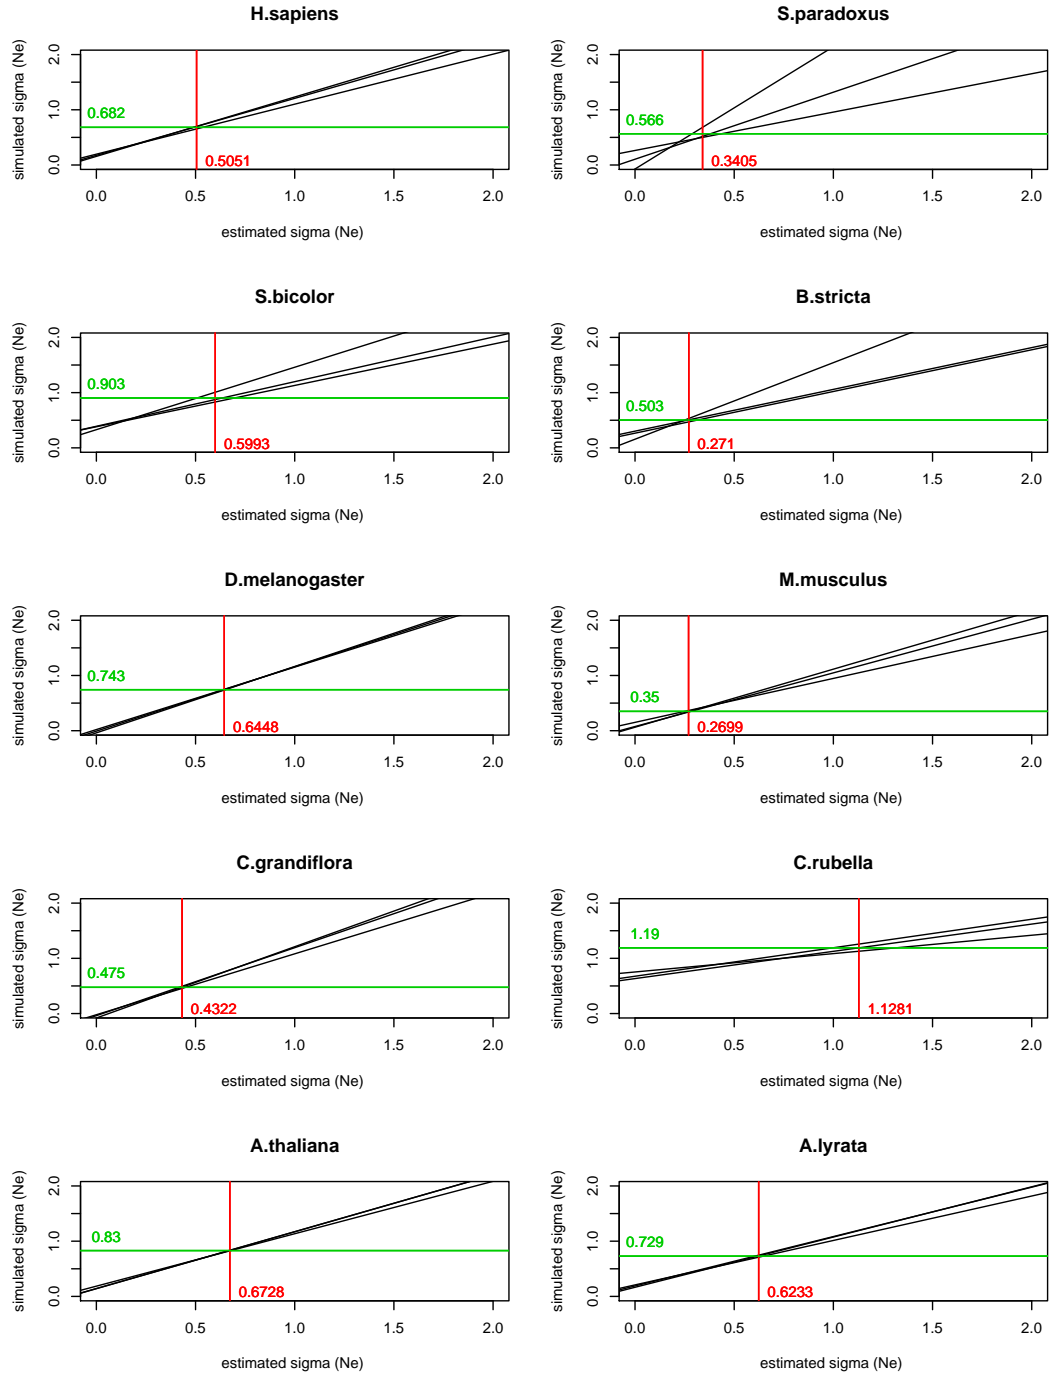 H.sapiens
simulated sigma (Ne)
2.0
1.0
0.0
0.682
0.5051
0.0 0.5 1.0 1.5 2.0
estimated sigma (Ne)
S.paradoxus
simulated sigma (Ne)
2.0
1.0
0.0
0.566
0.3405
0.0 0.5 1.0 1.5 2.0
estimated sigma (Ne)
S.bicolor
simulated sigma (Ne)
2.0
1.0
0.0
0.903
0.5993
0.0 0.5 1.0 1.5 2.0
estimated sigma (Ne)
B.stricta
simulated sigma (Ne)
2.0
1.0
0.0
0.503
0.271
0.0 0.5 1.0 1.5 2.0
estimated sigma (Ne)
D.melanogaster
simulated sigma (Ne)
2.0
1.0
0.0
0.743
0.6448
0.0 0.5 1.0 1.5 2.0
estimated sigma (Ne)
M.musculus
simulated sigma (Ne)
2.0
1.0
0.0
0.35
0.2699
0.0 0.5 1.0 1.5 2.0
estimated sigma (Ne)
C.grandiflora
simulated sigma (Ne)
2.0
1.0
0.0
0.475
0.4322
0.0 0.5 1.0 1.5 2.0
estimated sigma (Ne)
C.rubella
simulated sigma (Ne)
2.0
1.0
0.0
1.19
1.1281
0.0 0.5 1.0 1.5 2.0
estimated sigma (Ne)
A.thaliana
simulated sigma (Ne)
2.0
1.0
0.0
0.83
0.6728
0.0 0.5 1.0 1.5 2.0
estimated sigma (Ne)
A.lyrata
simulated sigma (Ne)
2.0
1.0
0.0
0.729
0.6233
0.0 0.5 1.0 1.5 2.0
estimated sigma (Ne)